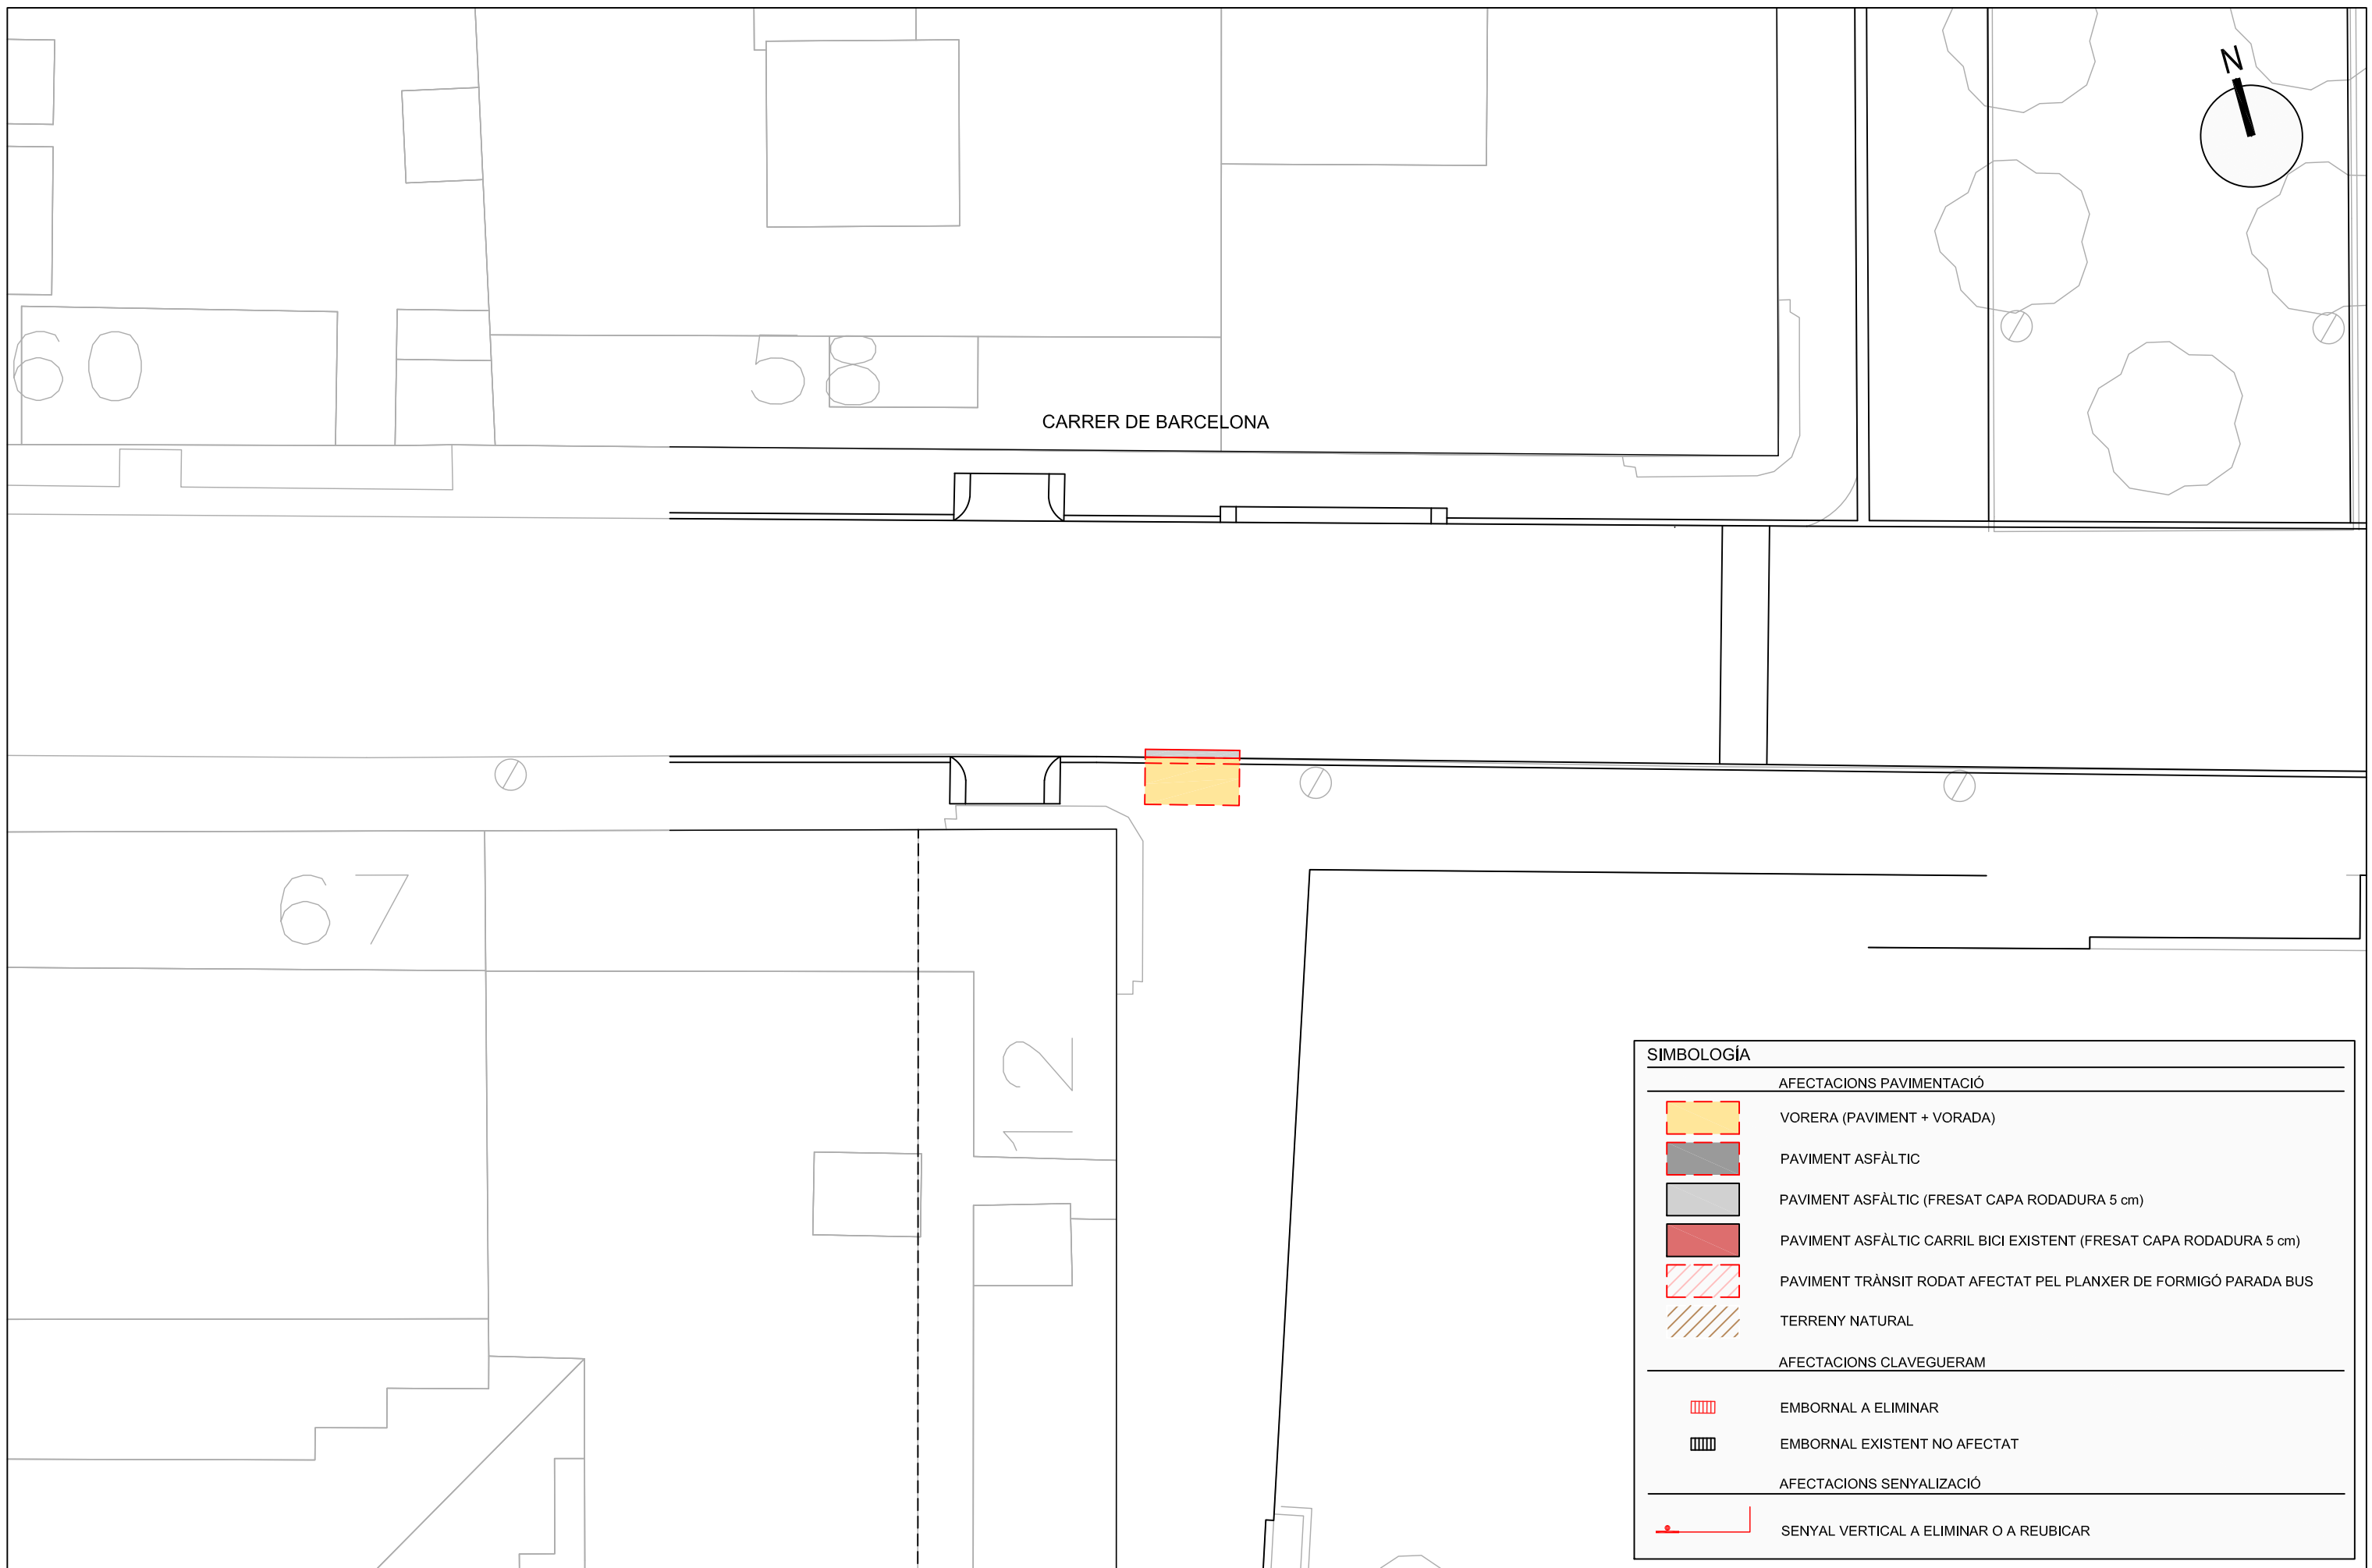 N
60
58
CARRER DE BARCELONA
67
12
SIMBOLOGÍA
AFECTACIONS PAVIMENTACIÓ
VORERA (PAVIMENT + VORADA)
PAVIMENT ASFÀLTIC
PAVIMENT ASFÀLTIC (FRESAT CAPA RODADURA 5 cm)
PAVIMENT ASFÀLTIC CARRIL BICI EXISTENT (FRESAT CAPA RODADURA 5 cm)
PAVIMENT TRÀNSIT RODAT AFECTAT PEL PLANXER DE FORMIGÓ PARADA BUS
TERRENY NATURAL
AFECTACIONS CLAVEGUERAM
EMBORNAL A ELIMINAR
EMBORNAL EXISTENT NO AFECTAT
AFECTACIONS SENYALIZACIÓ
SENYAL VERTICAL A ELIMINAR O A REUBICAR